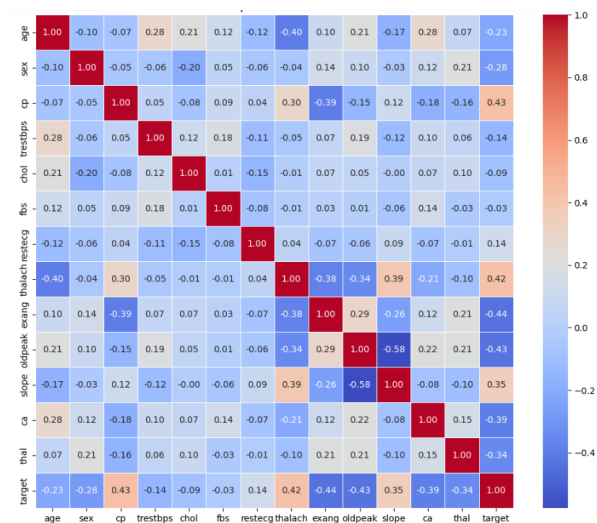 age 1.00 -0.10 -0.07 0.28 0.21 0.12 -0.12 -0.40 0.10 0.21 -0.17 0.28 0.07 -0.23
sex -0.10 1.00 -0.05 -0.06 -0.20 0.05 -0.06 -0.04 0.14 0.10 -0.03 0.12 0.21 -0.28
cp -0.07 -0.05 1.00 0.05 -0.08 0.09 0.04 0.30 -0.39 -0.15 0.12 -0.18 -0.16 0.43
trestbps 0.28 -0.06 0.05 1.00 0.12 0.18 -0.11 -0.05 0.07 0.19 -0.12 0.10 0.06 -0.14
chol 0.21 -0.20 -0.08 0.12 1.00 0.01 -0.15 -0.01 0.07 0.05 -0.00 0.07 0.10 -0.09
fbs 0.12 0.05 0.09 0.18 0.01 1.00 -0.08 -0.01 0.03 0.01 -0.06 0.14 -0.03 -0.03
restecg -0.12 -0.06 0.04 -0.11 -0.15 -0.08 1.00 0.04 -0.07 -0.06 0.09 -0.07 -0.01 0.14
thalach -0.40 -0.04 0.30 -0.05 -0.01 -0.01 0.04 1.00 -0.38 -0.34 0.39 -0.21 -0.10 0.42
exang 0.10 0.14 -0.39 0.07 0.07 0.03 -0.07 -0.38 1.00 0.29 -0.26 0.12 0.21 -0.44
oldpeak 0.21 0.10 -0.15 0.19 0.05 0.01 -0.06 -0.34 0.29 1.00 -0.58 0.22 0.21 -0.43
slope -0.17 -0.03 0.12 -0.12 -0.00 -0.06 0.09 0.39 -0.26 -0.58 1.00 -0.08 -0.10 0.35
ca 0.28 0.12 -0.18 0.10 0.07 0.14 -0.07 -0.21 0.12 0.22 -0.08 1.00 0.15 -0.39
thal 0.07 0.21 -0.16 0.06 0.10 -0.03 -0.01 -0.10 0.21 0.21 -0.10 0.15 1.00 -0.34
target -0.23 -0.28 0.43 -0.14 -0.09 -0.03 0.14 0.42 -0.44 -0.43 0.35 -0.39 -0.34 1.00
age sex cp trestbps chol fbs restecg thalach exang oldpeak slope ca thal target
1.0
0.8
0.6
0.4
0.2
0.0
−0.2
−0.4